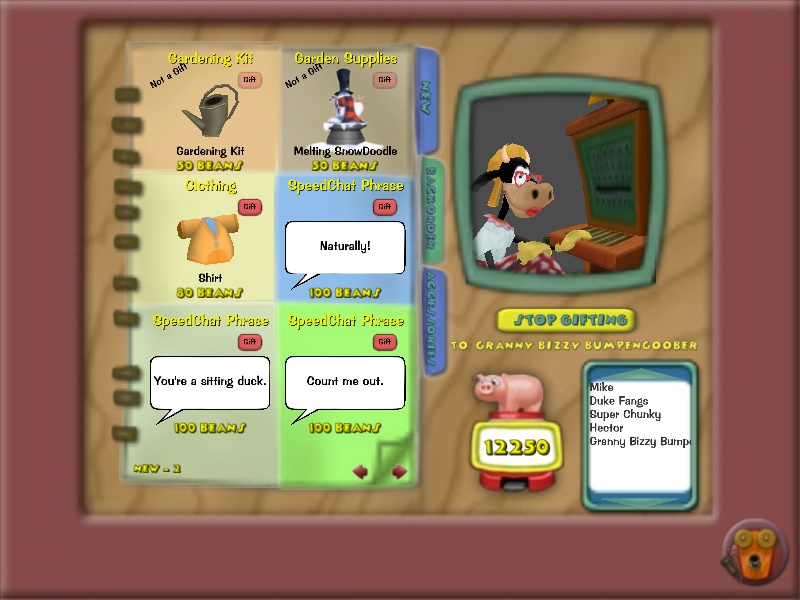 Gardening Kit
Not a Gift
Gift
Gardening Kit
50 BEANS
Garden Supplies
Not a Gift
Gift
Melting SnowDoodle
50 BEANS
Clothing
Gift
Shirt
80 BEANS
SpeedChat Phrase
Gift
Naturally!
100 BEANS
SpeedChat Phrase
Gift
You're a sitting duck.
100 BEANS
SpeedChat Phrase
Gift
Count me out.
100 BEANS
NEW - 2
NEW
BACKORDER
ACCESSORIES
STOP GIFTING
TO GRANNY BIZZY BUMPENGOOBER
12250
Mike
Duke Fangs
Super Chunky
Hector
Granny Bizzy Bump